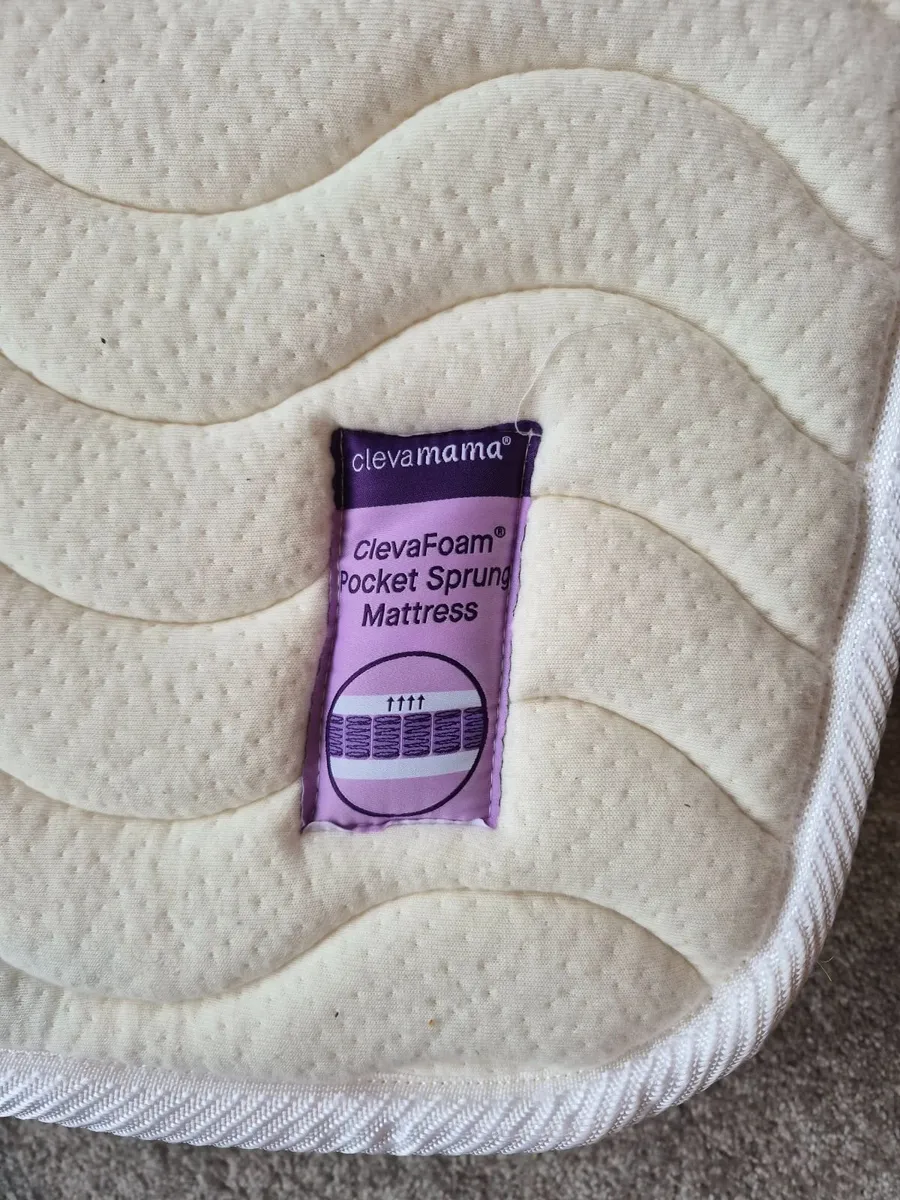 clevamama®
ClevaFoam®
Pocket Sprung
Mattress